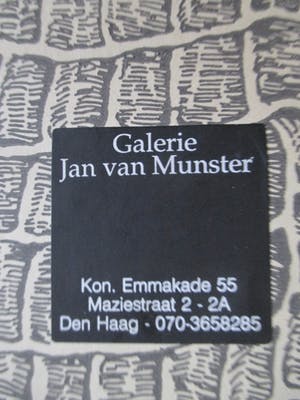 Galerie
Jan van Munster
Kon. Emmakade 55
Maziestraat 2 - 2A
Den Haag - 070-3658285